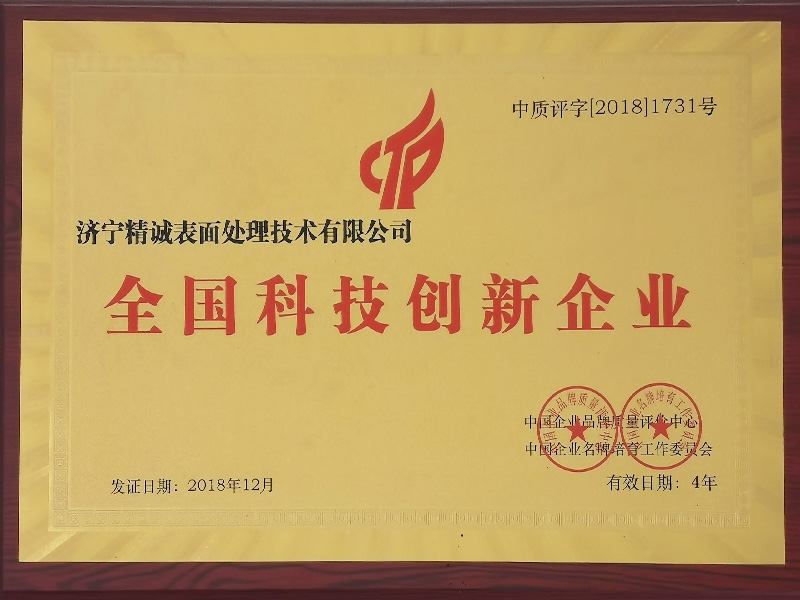 CTP
中质评字[2018]1731号
济宁精诚表面处理技术有限公司
全国科技创新企业
中国企业品牌质量评价中心
中国企业名牌培育工作委员会
发证日期：2018年12月
有效日期：4年